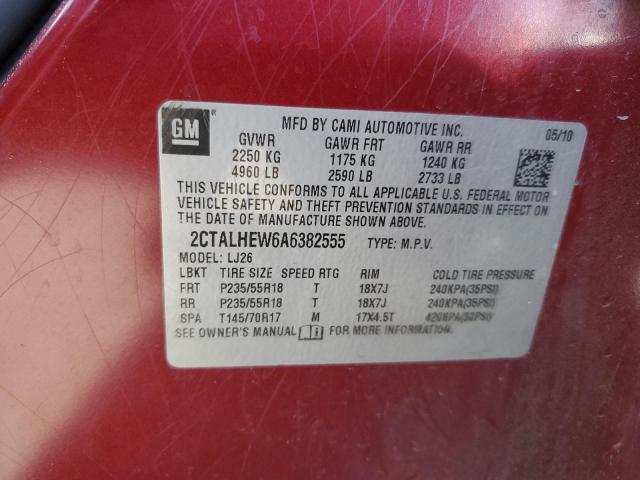 GM ®
MFD BY CAMI AUTOMOTIVE INC. 05/10
GVWR GAWR FRT GAWR RR
2250 KG 1175 KG 1240 KG
4960 LB 2590 LB 2733 LB
THIS VEHICLE CONFORMS TO ALL APPLICABLE U.S. FEDERAL MOTOR
VEHICLE SAFETY AND THEFT PREVENTION STANDARDS IN EFFECT ON
THE DATE OF MANUFACTURE SHOWN ABOVE.
2CTALHEW6A6382555 TYPE: M.P.V.
MODEL: LJ26
LBKT TIRE SIZE SPEED RTG RIM COLD TIRE PRESSURE
FRT P235/55R18 T 18X7J 240KPA(35PSI)
RR P235/55R18 T 18X7J 240KPA(35PSI)
SPA T145/70R17 M 17X4.5T 420KPA(60PSI)
SEE OWNER'S MANUAL FOR MORE INFORMATION.